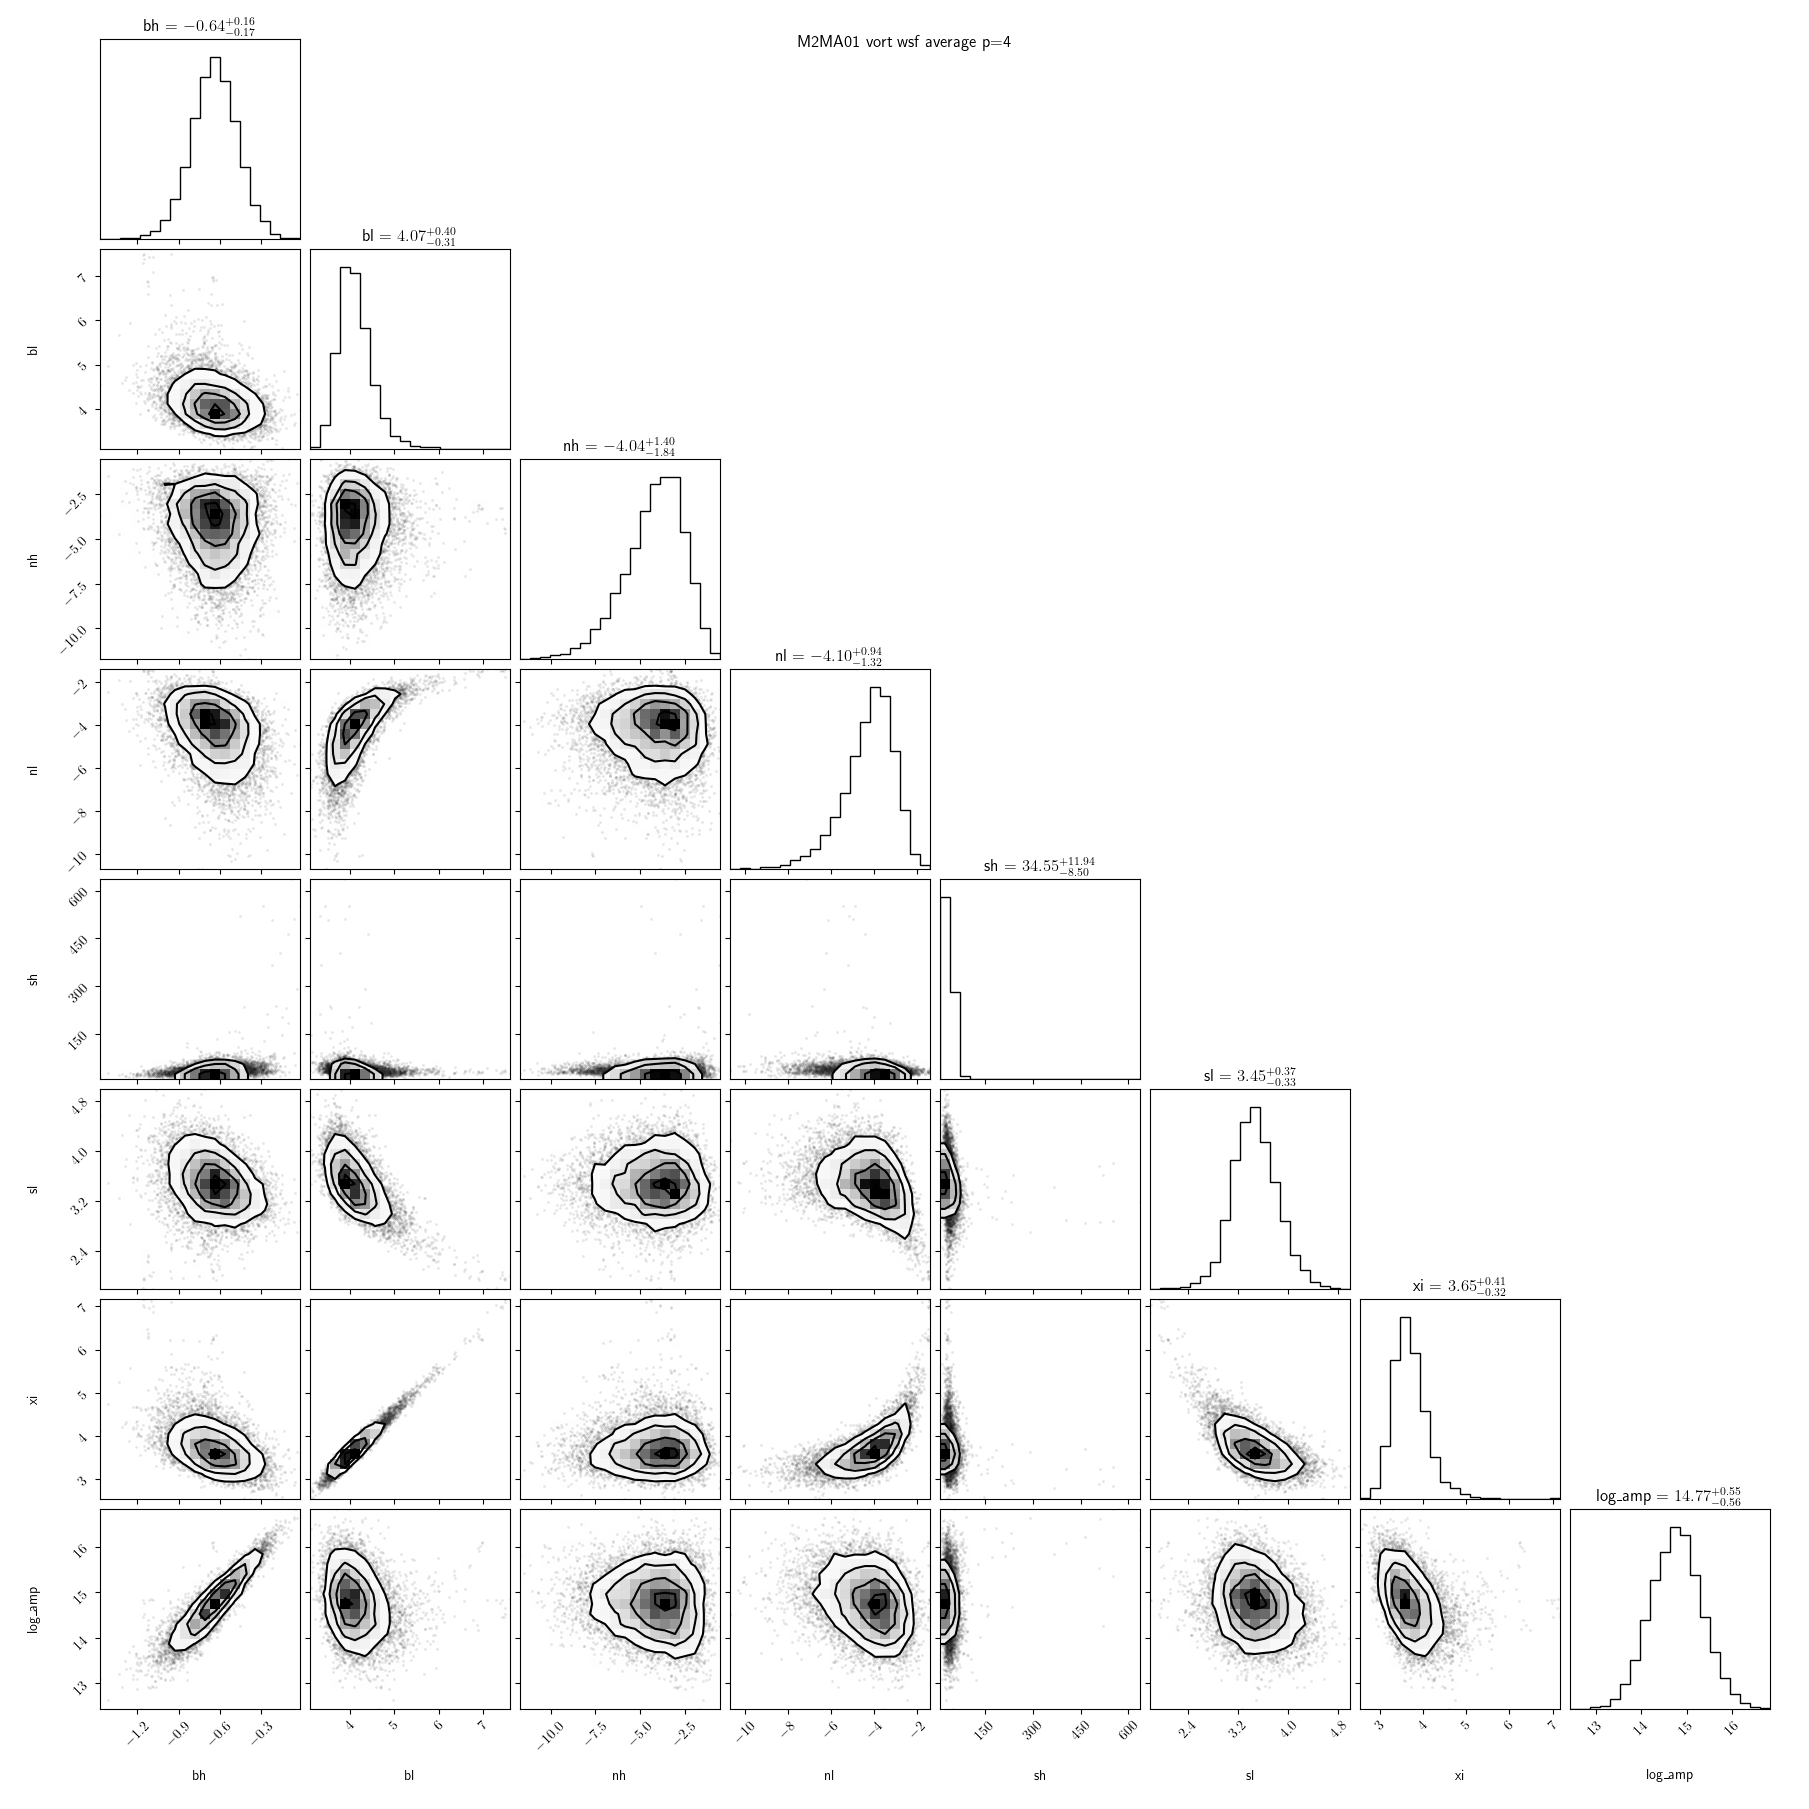 M2MA01 vort wsf average p=4
bh = −0.64+0.16−0.17
bl = 4.07+0.40−0.31
7
6
5
4
bl
nh = −4.04+1.40−1.84
−2.5
−5.0
−7.5
−10.0
nh
nl = −4.10+0.94−1.32
−2
−4
−6
−8
−10
nl
sh = 34.55+11.94−8.50
600
450
300
150
sh
sl = 3.45+0.37−0.33
4.8
4.0
3.2
2.4
sl
xi = 3.65+0.41−0.32
7
6
5
4
3
xi
log_amp = 14.77+0.55−0.56
16
15
14
13
log_amp
−1.2 −0.9 −0.6 −0.3
4 5 6 7
−10.0 −7.5 −5.0 −2.5
−10 −8 −6 −4 −2
150 300 450 600
2.4 3.2 4.0 4.8
3 4 5 6 7
13 14 15 16
bh bl nh nl sh sl xi log_amp